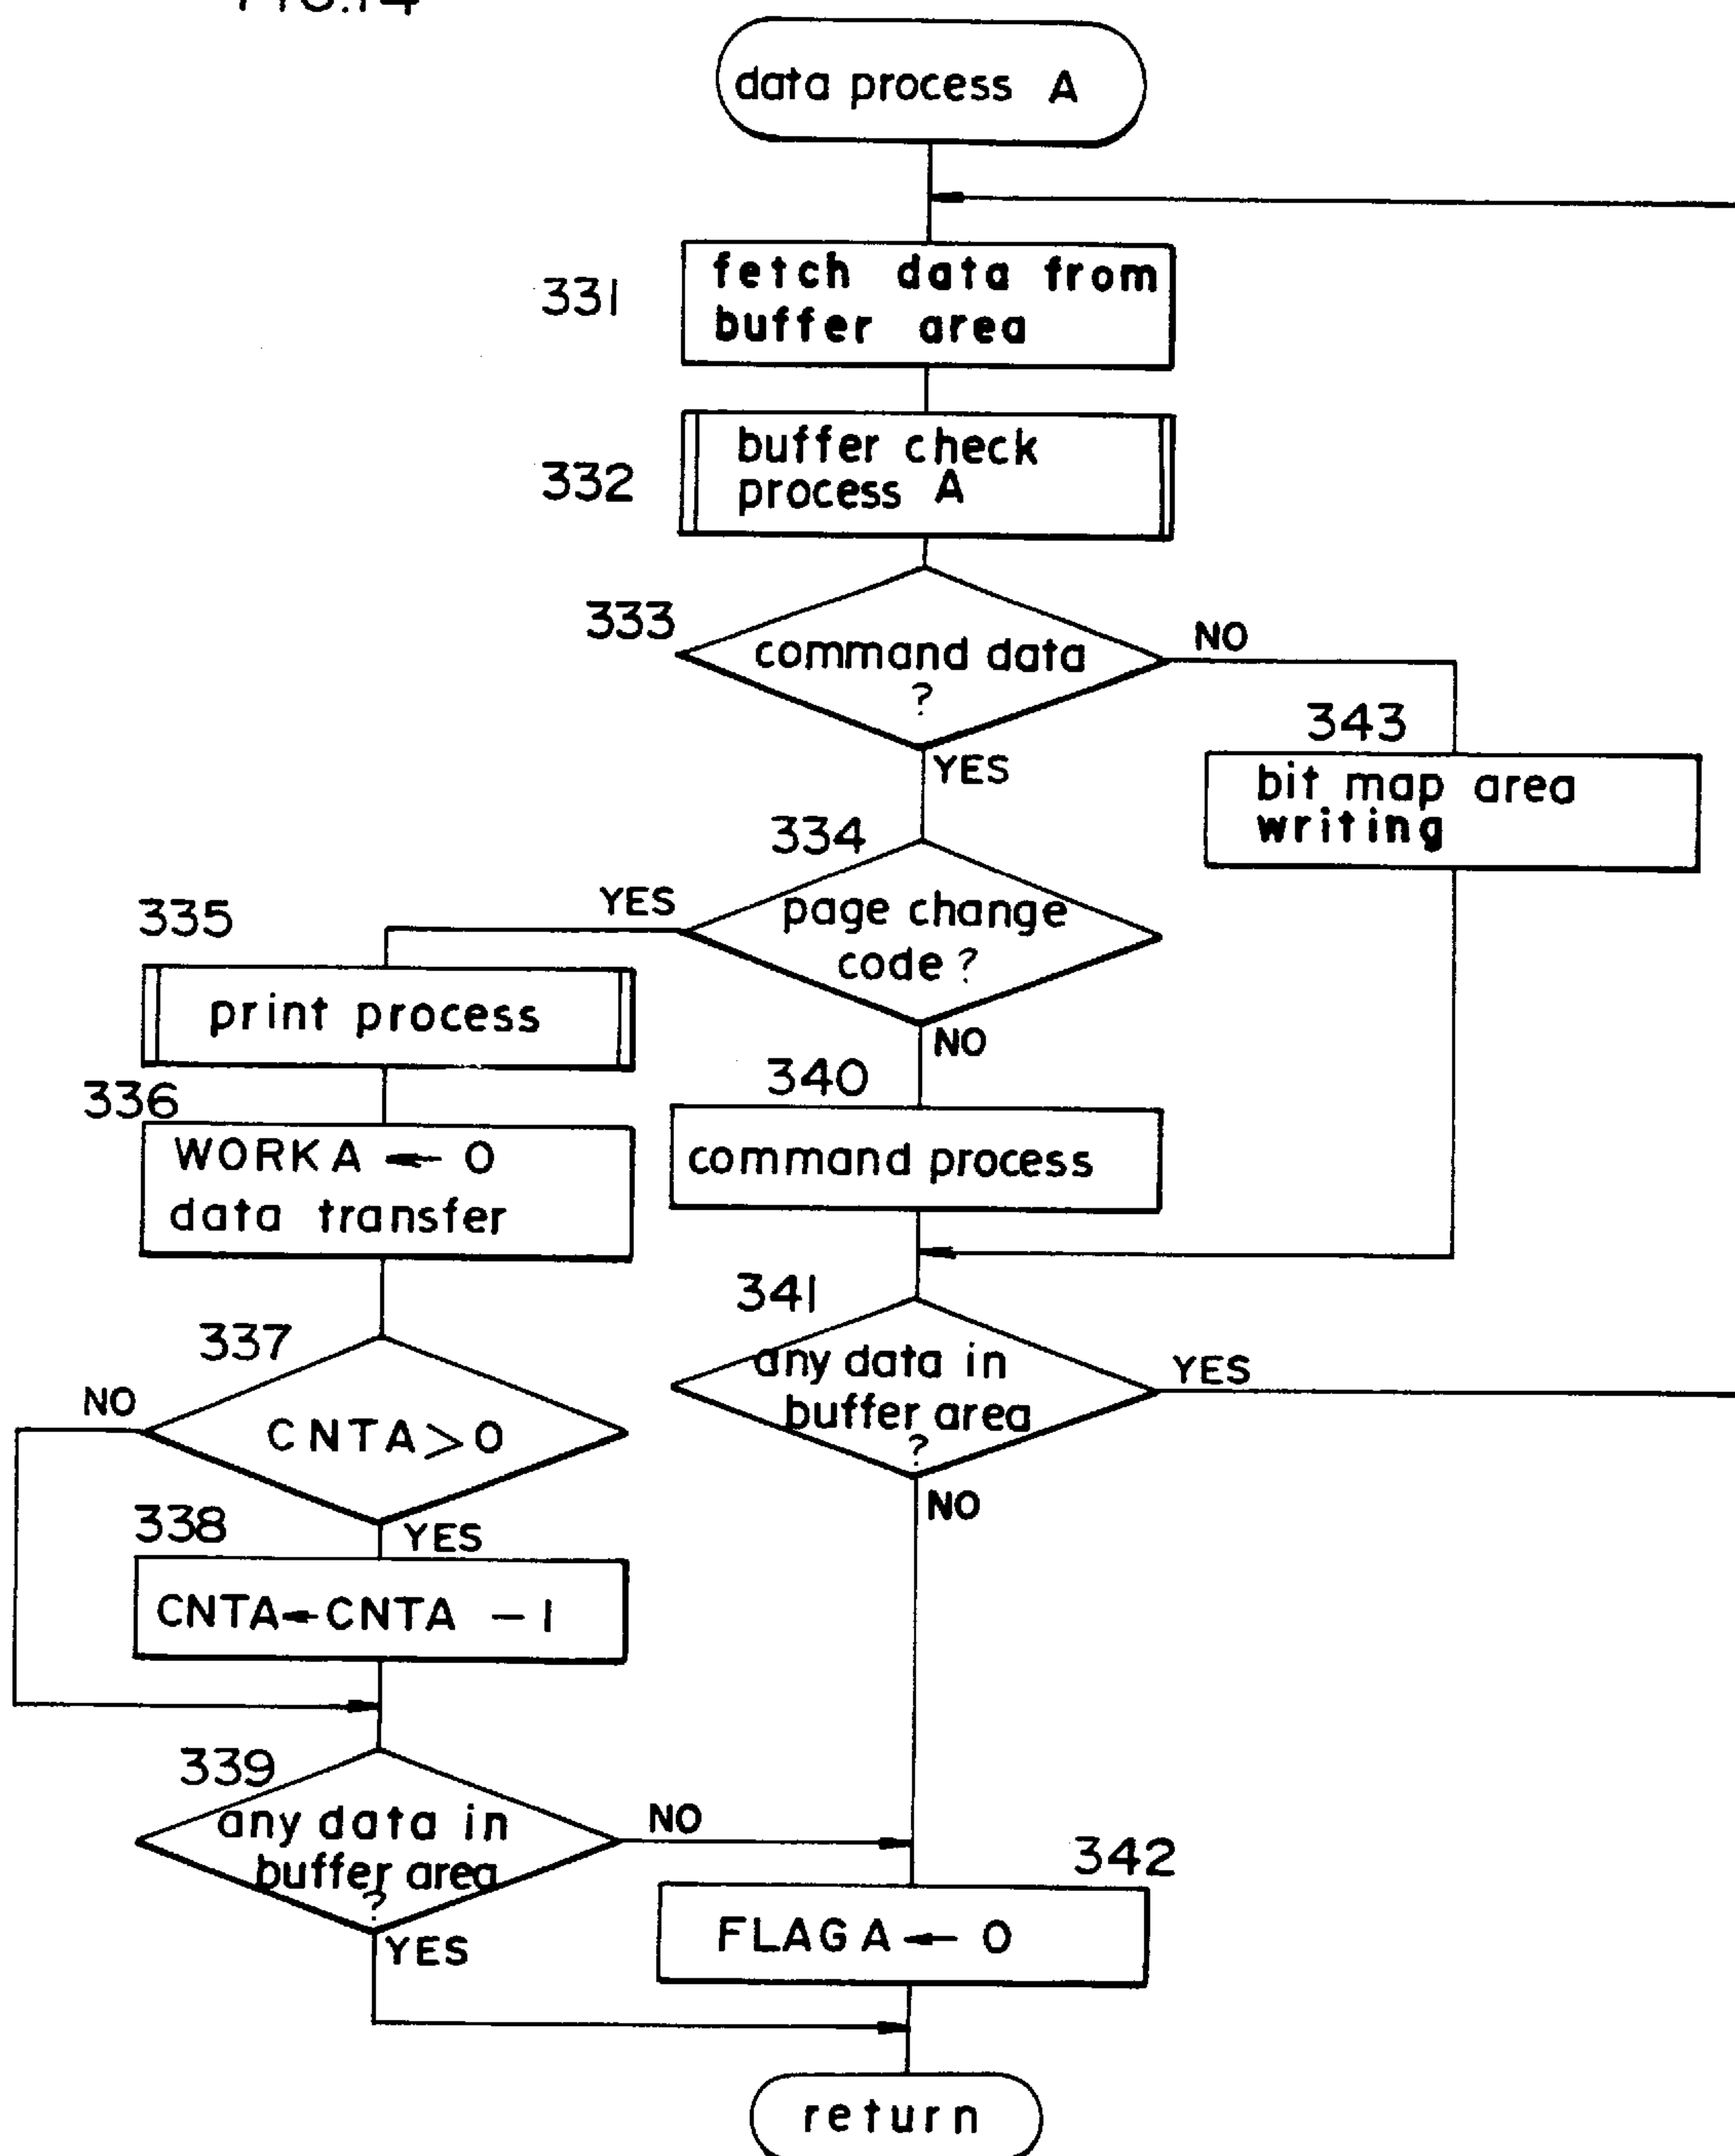 FIG.14
data process A
331
fetch data from
buffer area
332
buffer check
process A
333
command data
?
NO
YES
343
bit map area
writing
334
page change
code?
YES
NO
335
print process
336
WORKA ← 0
data transfer
340
command process
337
CNTA>0
NO
YES
341
any data in
buffer area
?
YES
NO
338
CNTA←CNTA -1
339
any data in
buffer area
?
NO
YES
342
FLAGA ← 0
return